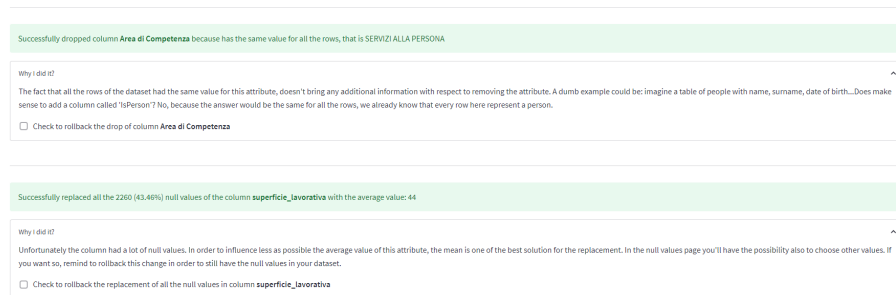 Successfully dropped column Area di Competenza because has the same value for all the rows, that is SERVIZI ALLA PERSONA
Why I did it?
The fact that all the rows of the dataset had the same value for this attribute, doesn't bring any additional information with respect to removing the attribute. A dumb example could be: imagine a table of people with name, surname, date of birth...Does make
sense to add a column called 'IsPerson'? No, because the answer would be the same for all the rows, we already know that every row here represent a person.
Check to rollback the drop of column Area di Competenza
Successfully replaced all the 2260 (43.46%) null values of the column superficie_lavorativa with the average value: 44
Why I did it?
Unfortunately the column had a lot of null values. In order to influence less as possible the average value of this attribute, the mean is one of the best solution for the replacement. In the null values page you'll have the possibility also to choose other values. If
you want so, remind to rollback this change in order to still have the null values in your dataset.
Check to rollback the replacement of all the null values in column superficie_lavorativa